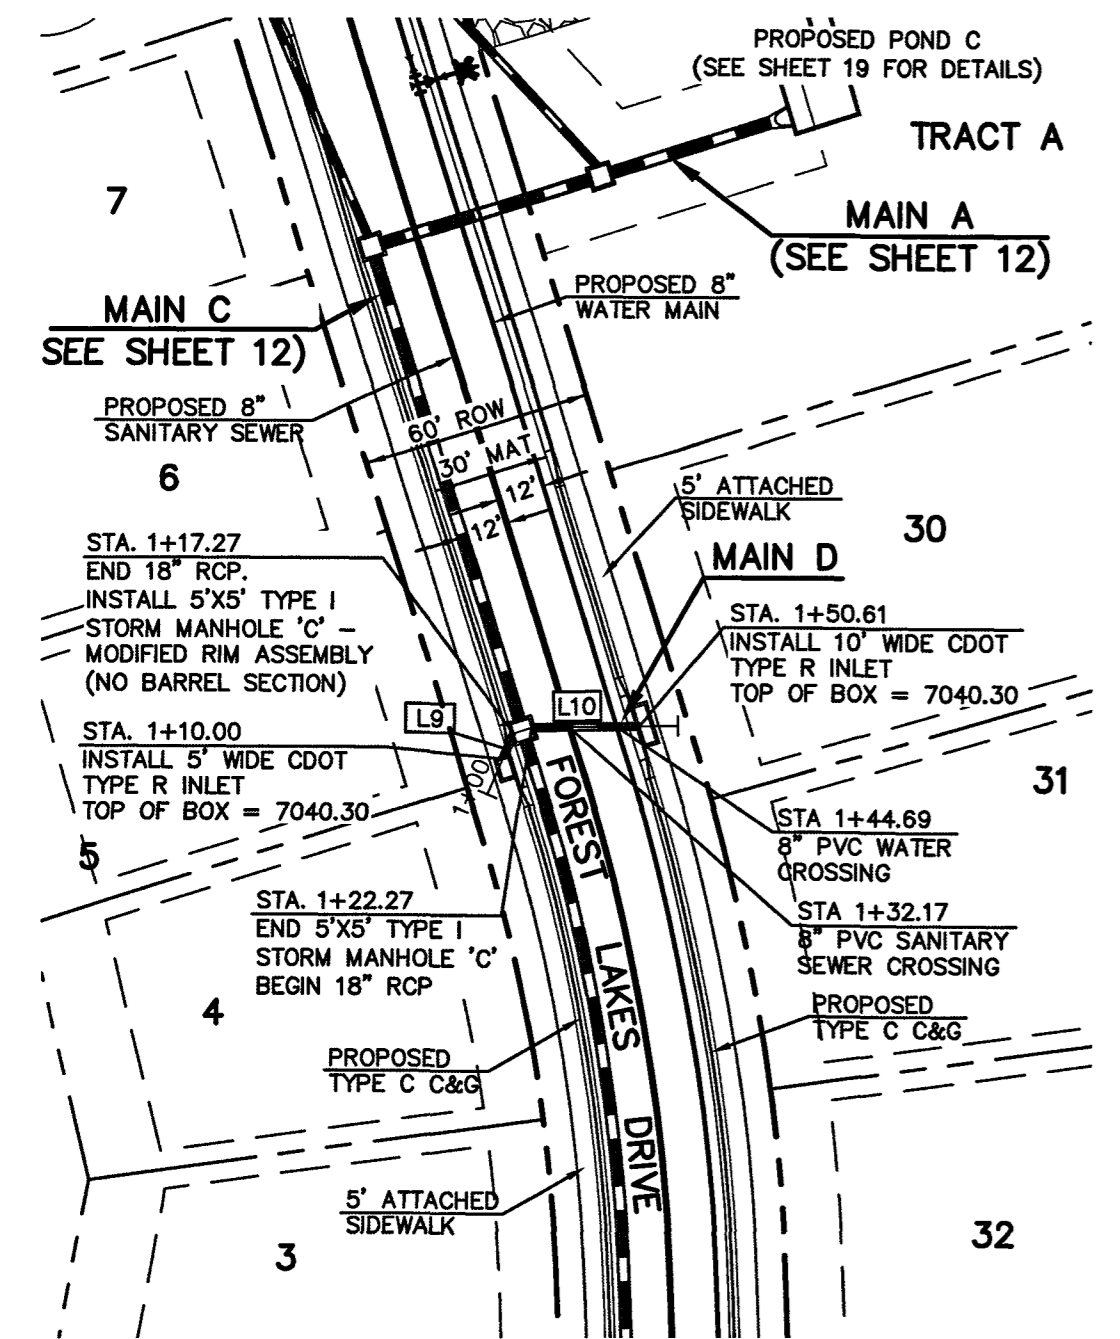 PROPOSED POND C
(SEE SHEET 19 FOR DETAILS)
TRACT A
7
MAIN A
(SEE SHEET 12)
PROPOSED 8"
WATER MAIN
MAIN C
SEE SHEET 12)
PROPOSED 8"
SANITARY SEWER
60' ROW
30' MAT
12'
12'
6
5' ATTACHED
SIDEWALK
30
STA. 1+17.27
END 18" RCP.
INSTALL 5'X5' TYPE I
STORM MANHOLE 'C' –
MODIFIED RIM ASSEMBLY
(NO BARREL SECTION)
MAIN D
STA. 1+50.61
INSTALL 10' WIDE CDOT
TYPE R INLET
TOP OF BOX = 7040.30
L9
L10
STA. 1+10.00
INSTALL 5' WIDE CDOT
TYPE R INLET
TOP OF BOX = 7040.30
1+00
31
5
STA 1+44.69
8" PVC WATER
CROSSING
STA. 1+22.27
END 5'X5' TYPE I
STORM MANHOLE 'C'
BEGIN 18" RCP
STA 1+32.17
8" PVC SANITARY
SEWER CROSSING
FOREST LAKES DRIVE
4
PROPOSED
TYPE C C&G
PROPOSED
TYPE C C&G
5' ATTACHED
SIDEWALK
3
32